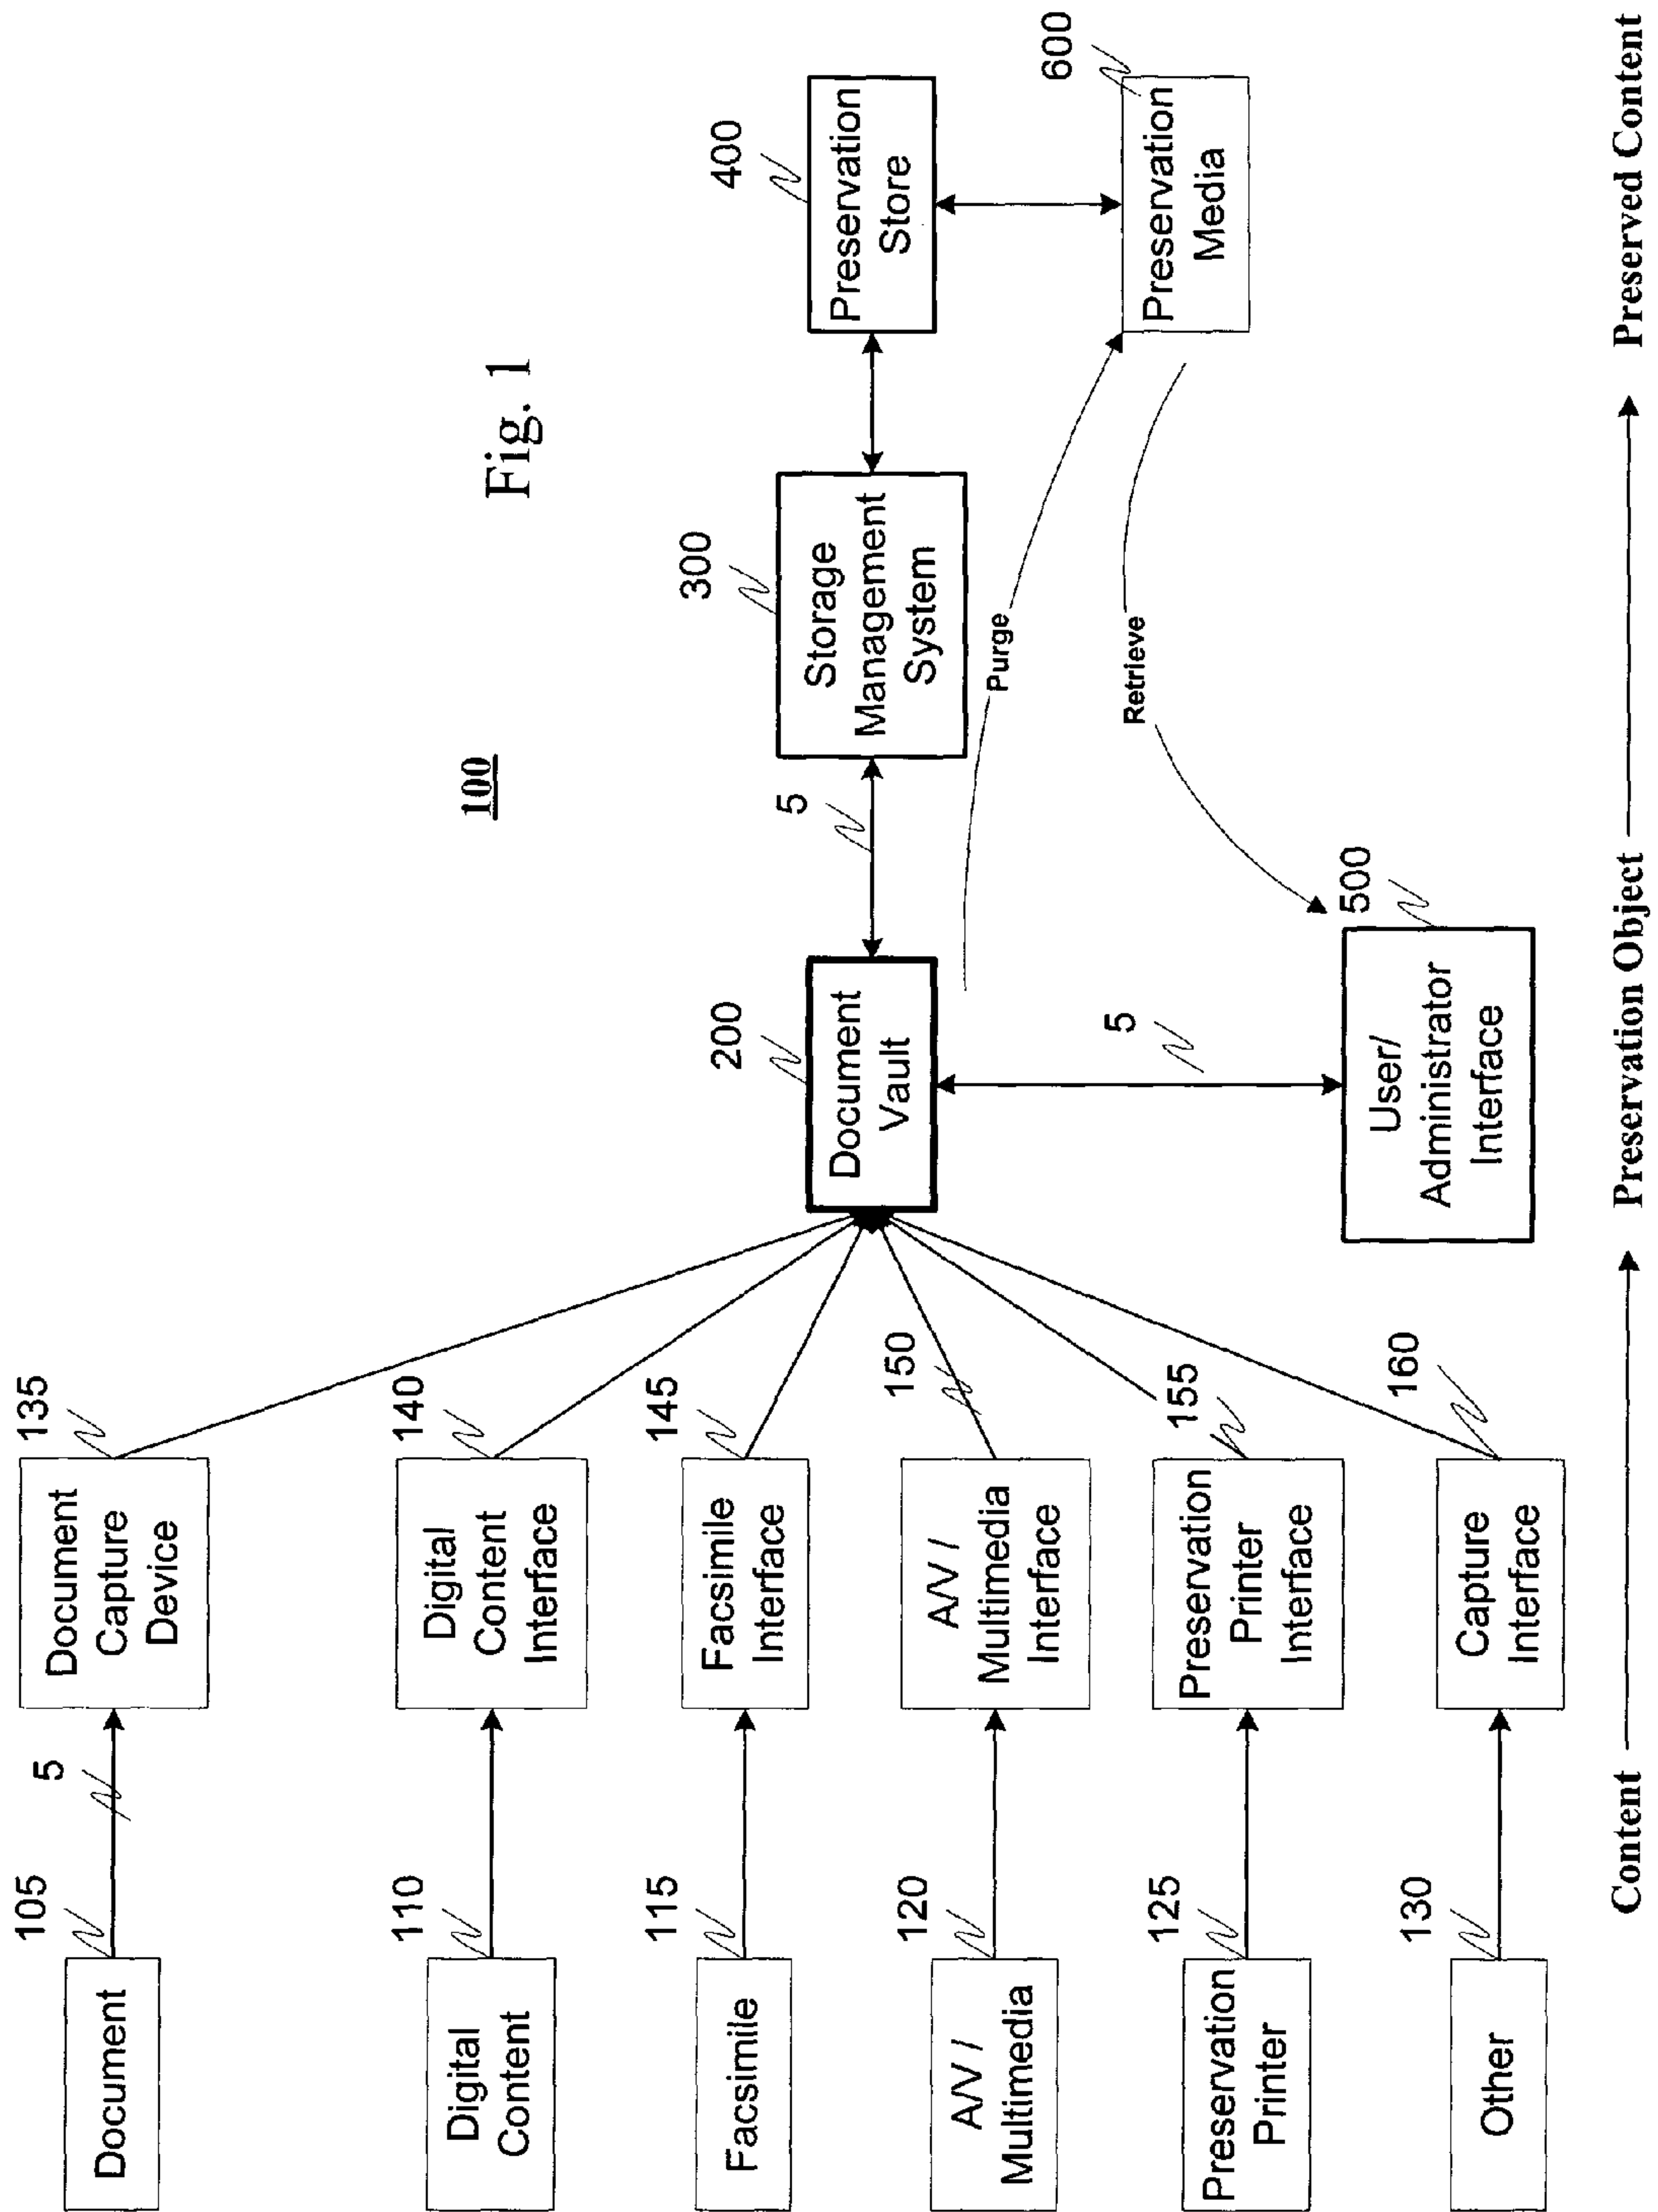 Fig. 1
100
105
Document
5
135
Document
Capture
Device
110
Digital
Content
140
Digital
Content
Interface
115
Facsimile
145
Facsimile
Interface
120
A/V /
Multimedia
150
A/V /
Multimedia
Interface
125
Preservation
Printer
155
Preservation
Printer
Interface
130
Other
160
Capture
Interface
200
Document
Vault
5
300
Storage
Management
System
400
Preservation
Store
Purge
Retrieve
600
Preservation
Media
5
500
User/
Administrator
Interface
Content
Preservation Object
Preserved Content